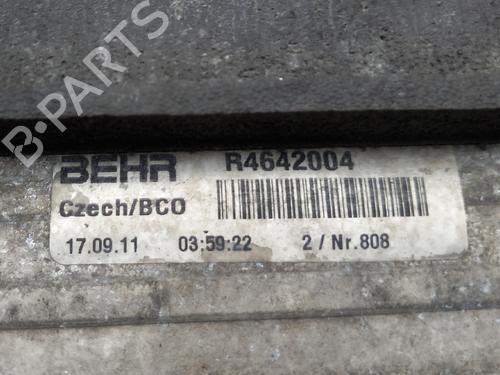 B-PARTS
BEHR R4642004
Czech/BCO
17.09.11 03:59:22 2 / Nr.808